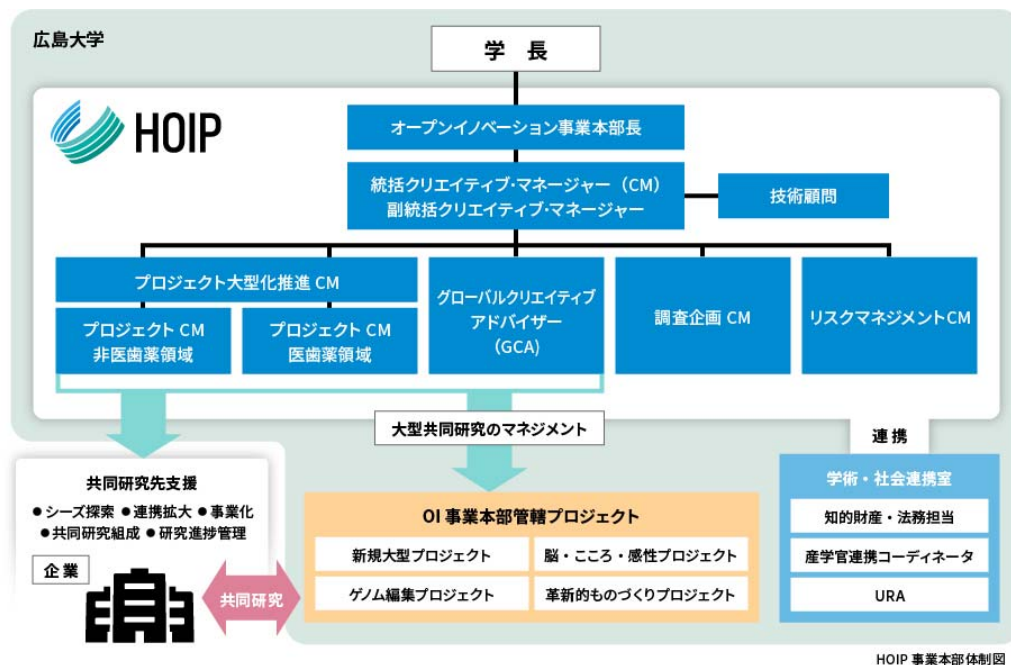 広島大学
学 長
HOIP
オープンイノベーション事業本部長
統括クリエイティブ・マネージャー（CM）
副統括クリエイティブ・マネージャー
技術顧問
プロジェクト大型化推進 CM
プロジェクト CM
非医歯薬領域
プロジェクト CM
医歯薬領域
グローバルクリエイティブ
アドバイザー
（GCA)
調査企画 CM
リスクマネジメントCM
大型共同研究のマネジメント
連 携
共同研究先支援
● シーズ探索 ● 連携拡大 ● 事業化
● 共同研究組成 ● 研究進捗管理
企 業
共同研究
OI 事業本部管轄プロジェクト
新規大型プロジェクト
脳・こころ・感性プロジェクト
ゲノム編集プロジェクト
革新的ものづくりプロジェクト
学術・社会連携室
知的財産・法務担当
産学官連携コーディネータ
URA
HOIP 事業本部体制図